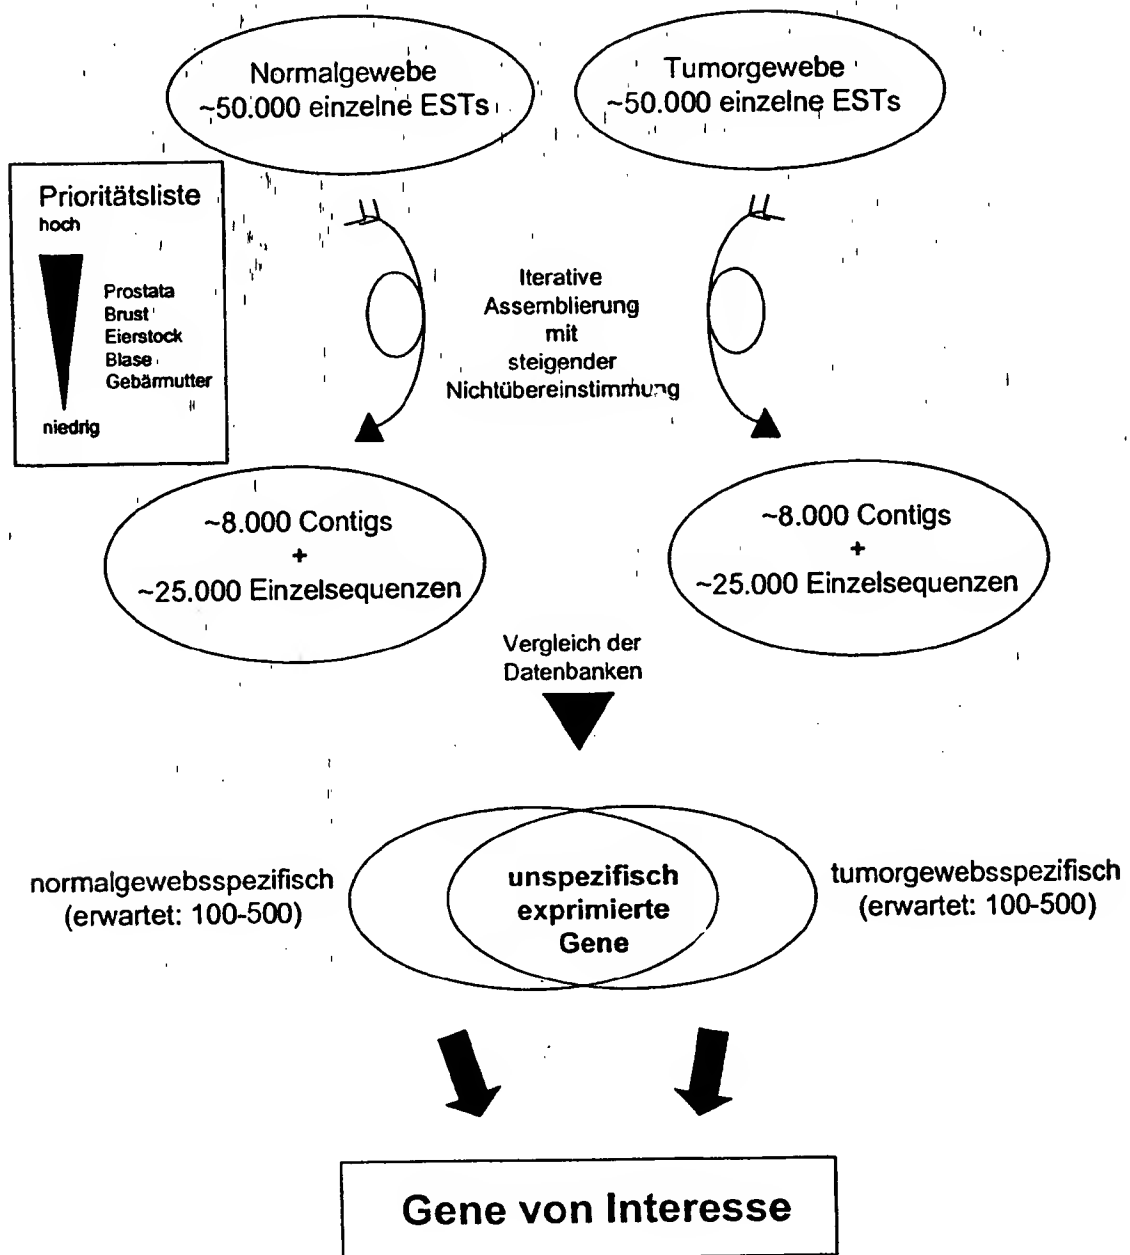 Normalgewebe
~50.000 einzelne ESTs
Tumorgewebe
~50.000 einzelne ESTs
Prioritätsliste
hoch
Prostata
Brust
Eierstock
Blase
Gebärmutter
niedrig
Iterative
Assemblierung
mit
steigender
Nichtübereinstimmung
~8.000 Contigs
+
~25.000 Einzelsequenzen
~8.000 Contigs
+
~25.000 Einzelsequenzen
Vergleich der
Datenbanken
normalgewebsspezifisch
(erwartet: 100-500)
unspezifisch
exprimierte
Gene
tumorgewebsspezifisch
(erwartet: 100-500)
Gene von Interesse